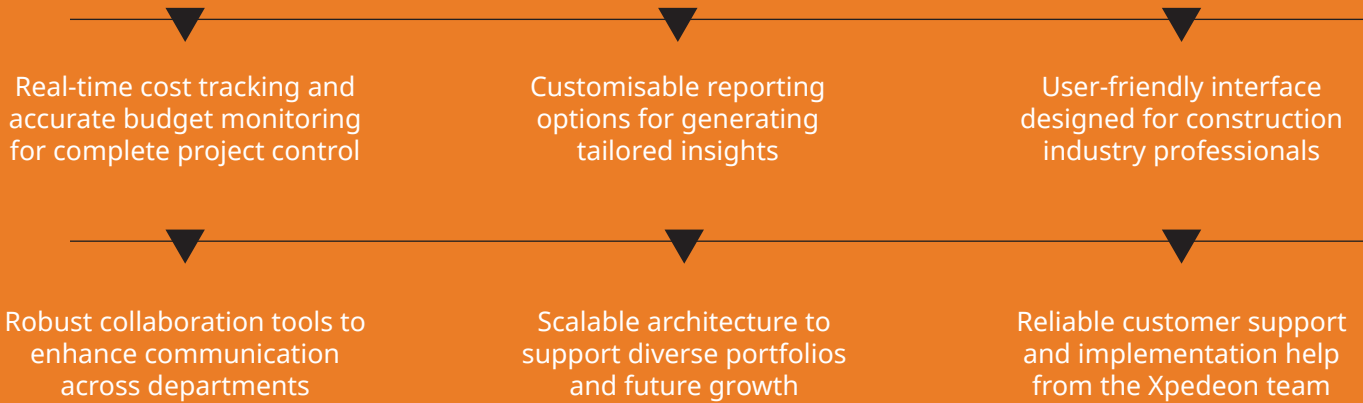 Real-time cost tracking and
accurate budget monitoring
for complete project control
Customisable reporting
options for generating
tailored insights
User-friendly interface
designed for construction
industry professionals
Robust collaboration tools to
enhance communication
across departments
Scalable architecture to
support diverse portfolios
and future growth
Reliable customer support
and implementation help
from the Xpedeon team